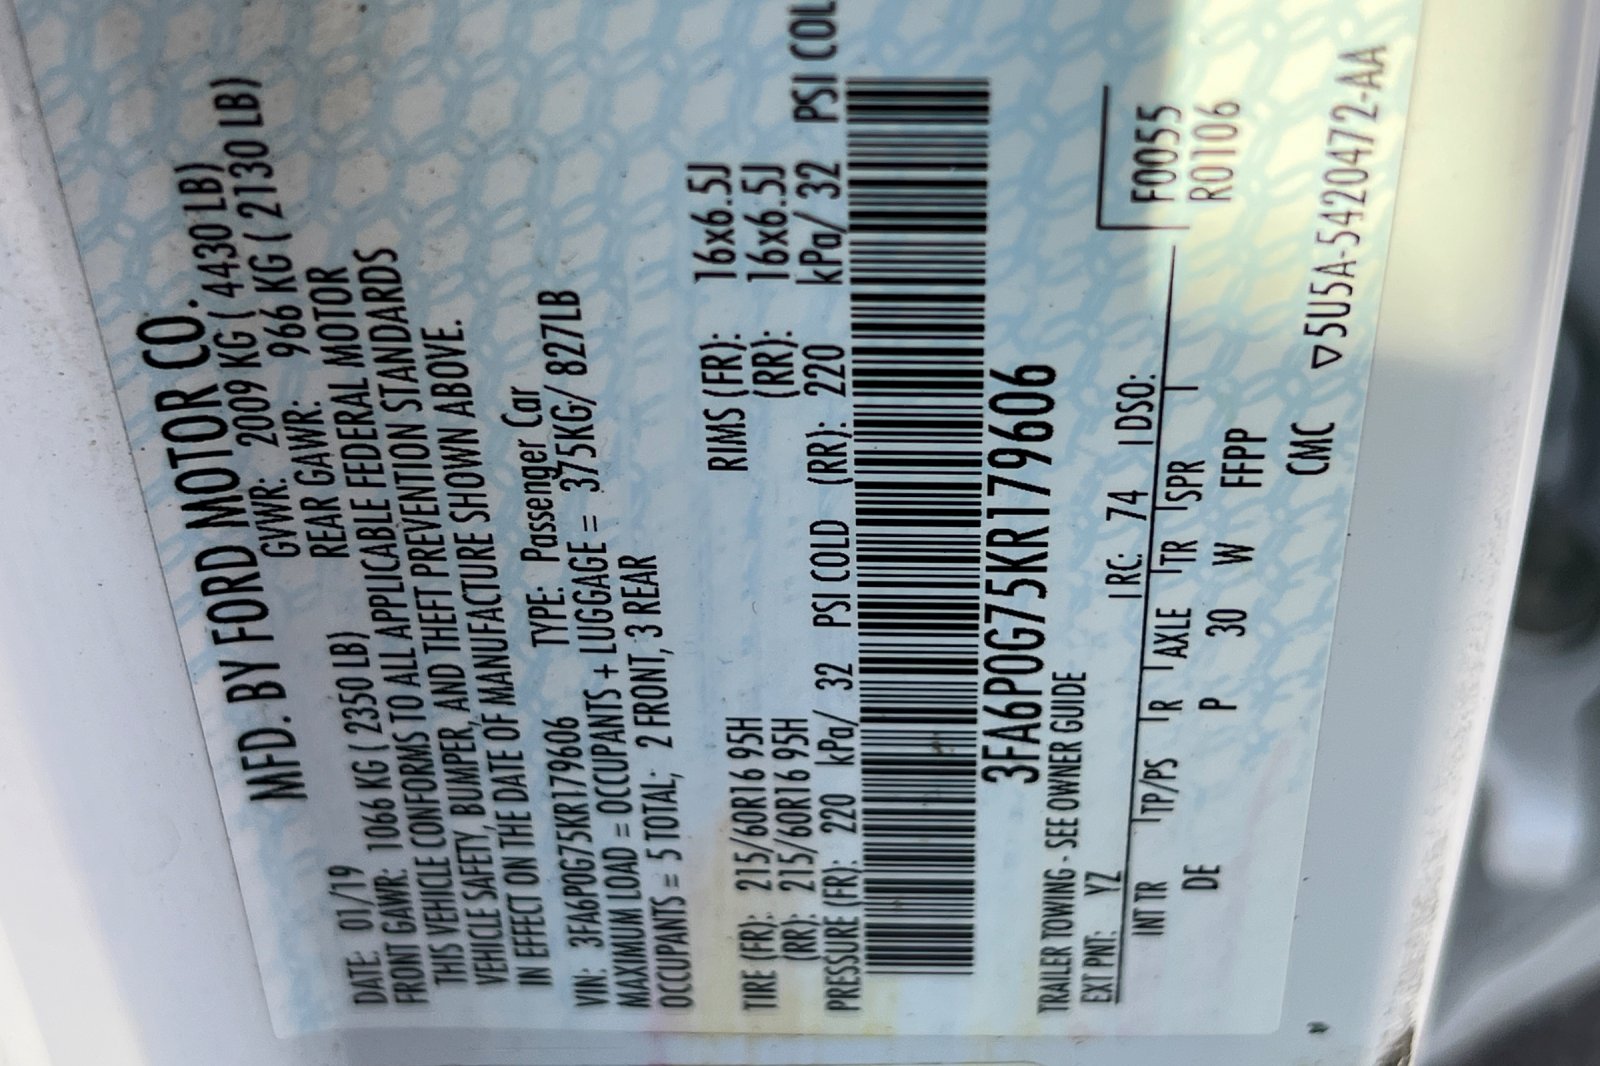 MFD. BY FORD MOTOR CO.
DATE: 01/19 GVWR: 2009 KG ( 4430 LB)
FRONT GAWR: 1066 KG ( 2350 LB) REAR GAWR: 966 KG ( 2130 LB)
THIS VEHICLE CONFORMS TO ALL APPLICABLE FEDERAL MOTOR
VEHICLE SAFETY, BUMPER, AND THEFT PREVENTION STANDARDS
IN EFFECT ON THE DATE OF MANUFACTURE SHOWN ABOVE.
VIN: 3FA6P0G75KR179606 TYPE: Passenger Car
MAXIMUM LOAD = OCCUPANTS + LUGGAGE = 375KG/ 827LB
OCCUPANTS = 5 TOTAL; 2 FRONT, 3 REAR
TIRE (FR): 215/60R16 95H RIMS (FR): 16x6.5J
(RR): 215/60R16 95H (RR): 16x6.5J
PRESSURE (FR): 220 kPa/ 32 PSI COLD (RR): 220 kPa/ 32 PSI COL
3FA6P0G75KR179606
TRAILER TOWING - SEE OWNER GUIDE
EXT PNT: YZ RC: 74 DSO:
F0055
INT TR TP/PS R AXLE TR SPR
R0106
DE P 30 W FFPP
CMC ▽5U5A-5420472-AA